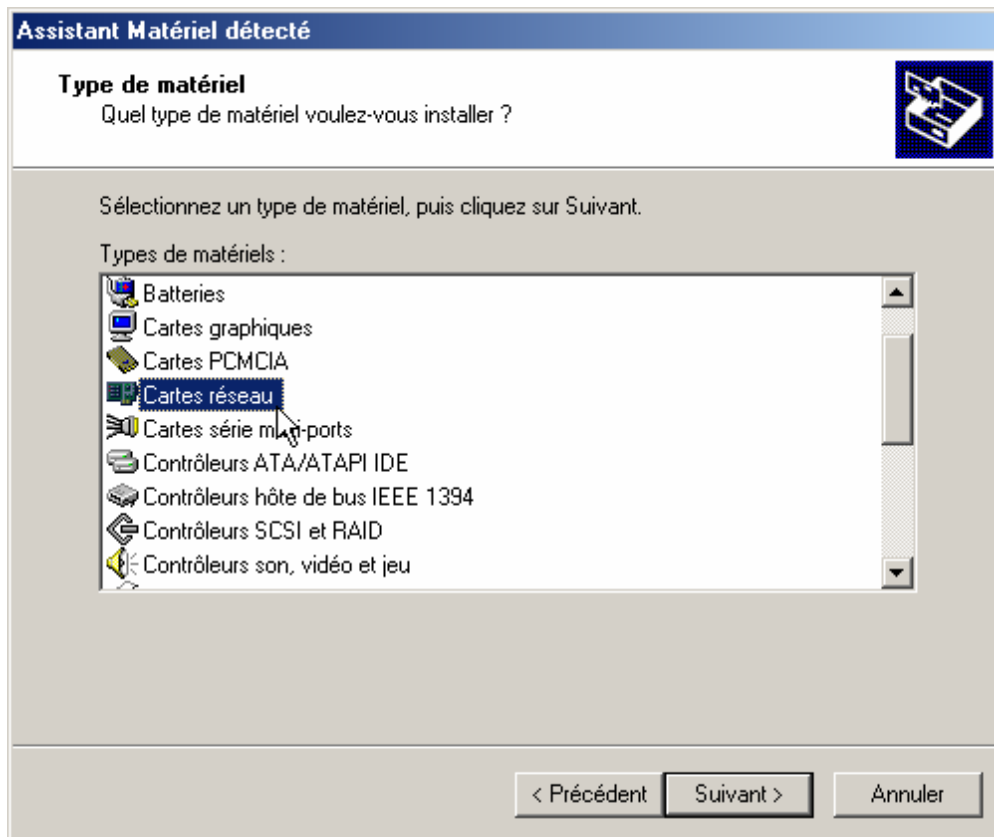 Assistant Matériel détecté
Type de matériel
Quel type de matériel voulez-vous installer ?
Sélectionnez un type de matériel, puis cliquez sur Suivant.
Types de matériels :
Batteries
Cartes graphiques
Cartes PCMCIA
Cartes réseau
Cartes série multi-ports
Contrôleurs ATA/ATAPI IDE
Contrôleurs hôte de bus IEEE 1394
Contrôleurs SCSI et RAID
Contrôleurs son, vidéo et jeu
< Précédent
Suivant >
Annuler